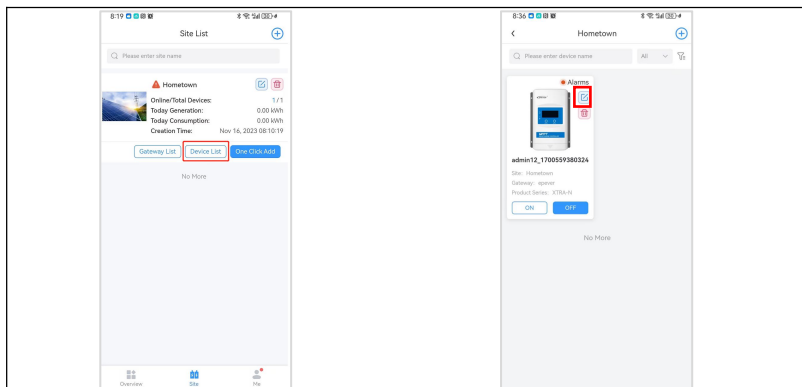 8:19
Site List
Please enter site name
Hometown
Online/Total Devices: 1/1
Today Generation: 0.00 kWh
Today Consumption: 0.00 kWh
Creation Time: Nov 16, 2023 08:10:19
Gateway List Device List One Click Add
No More
Overview Site Me
8:36
Hometown
Please enter device name All
Alarms
admin12_1700559380324
Site: Hometown
Gateway: epever
Product Series: XTRA-N
ON OFF
No More